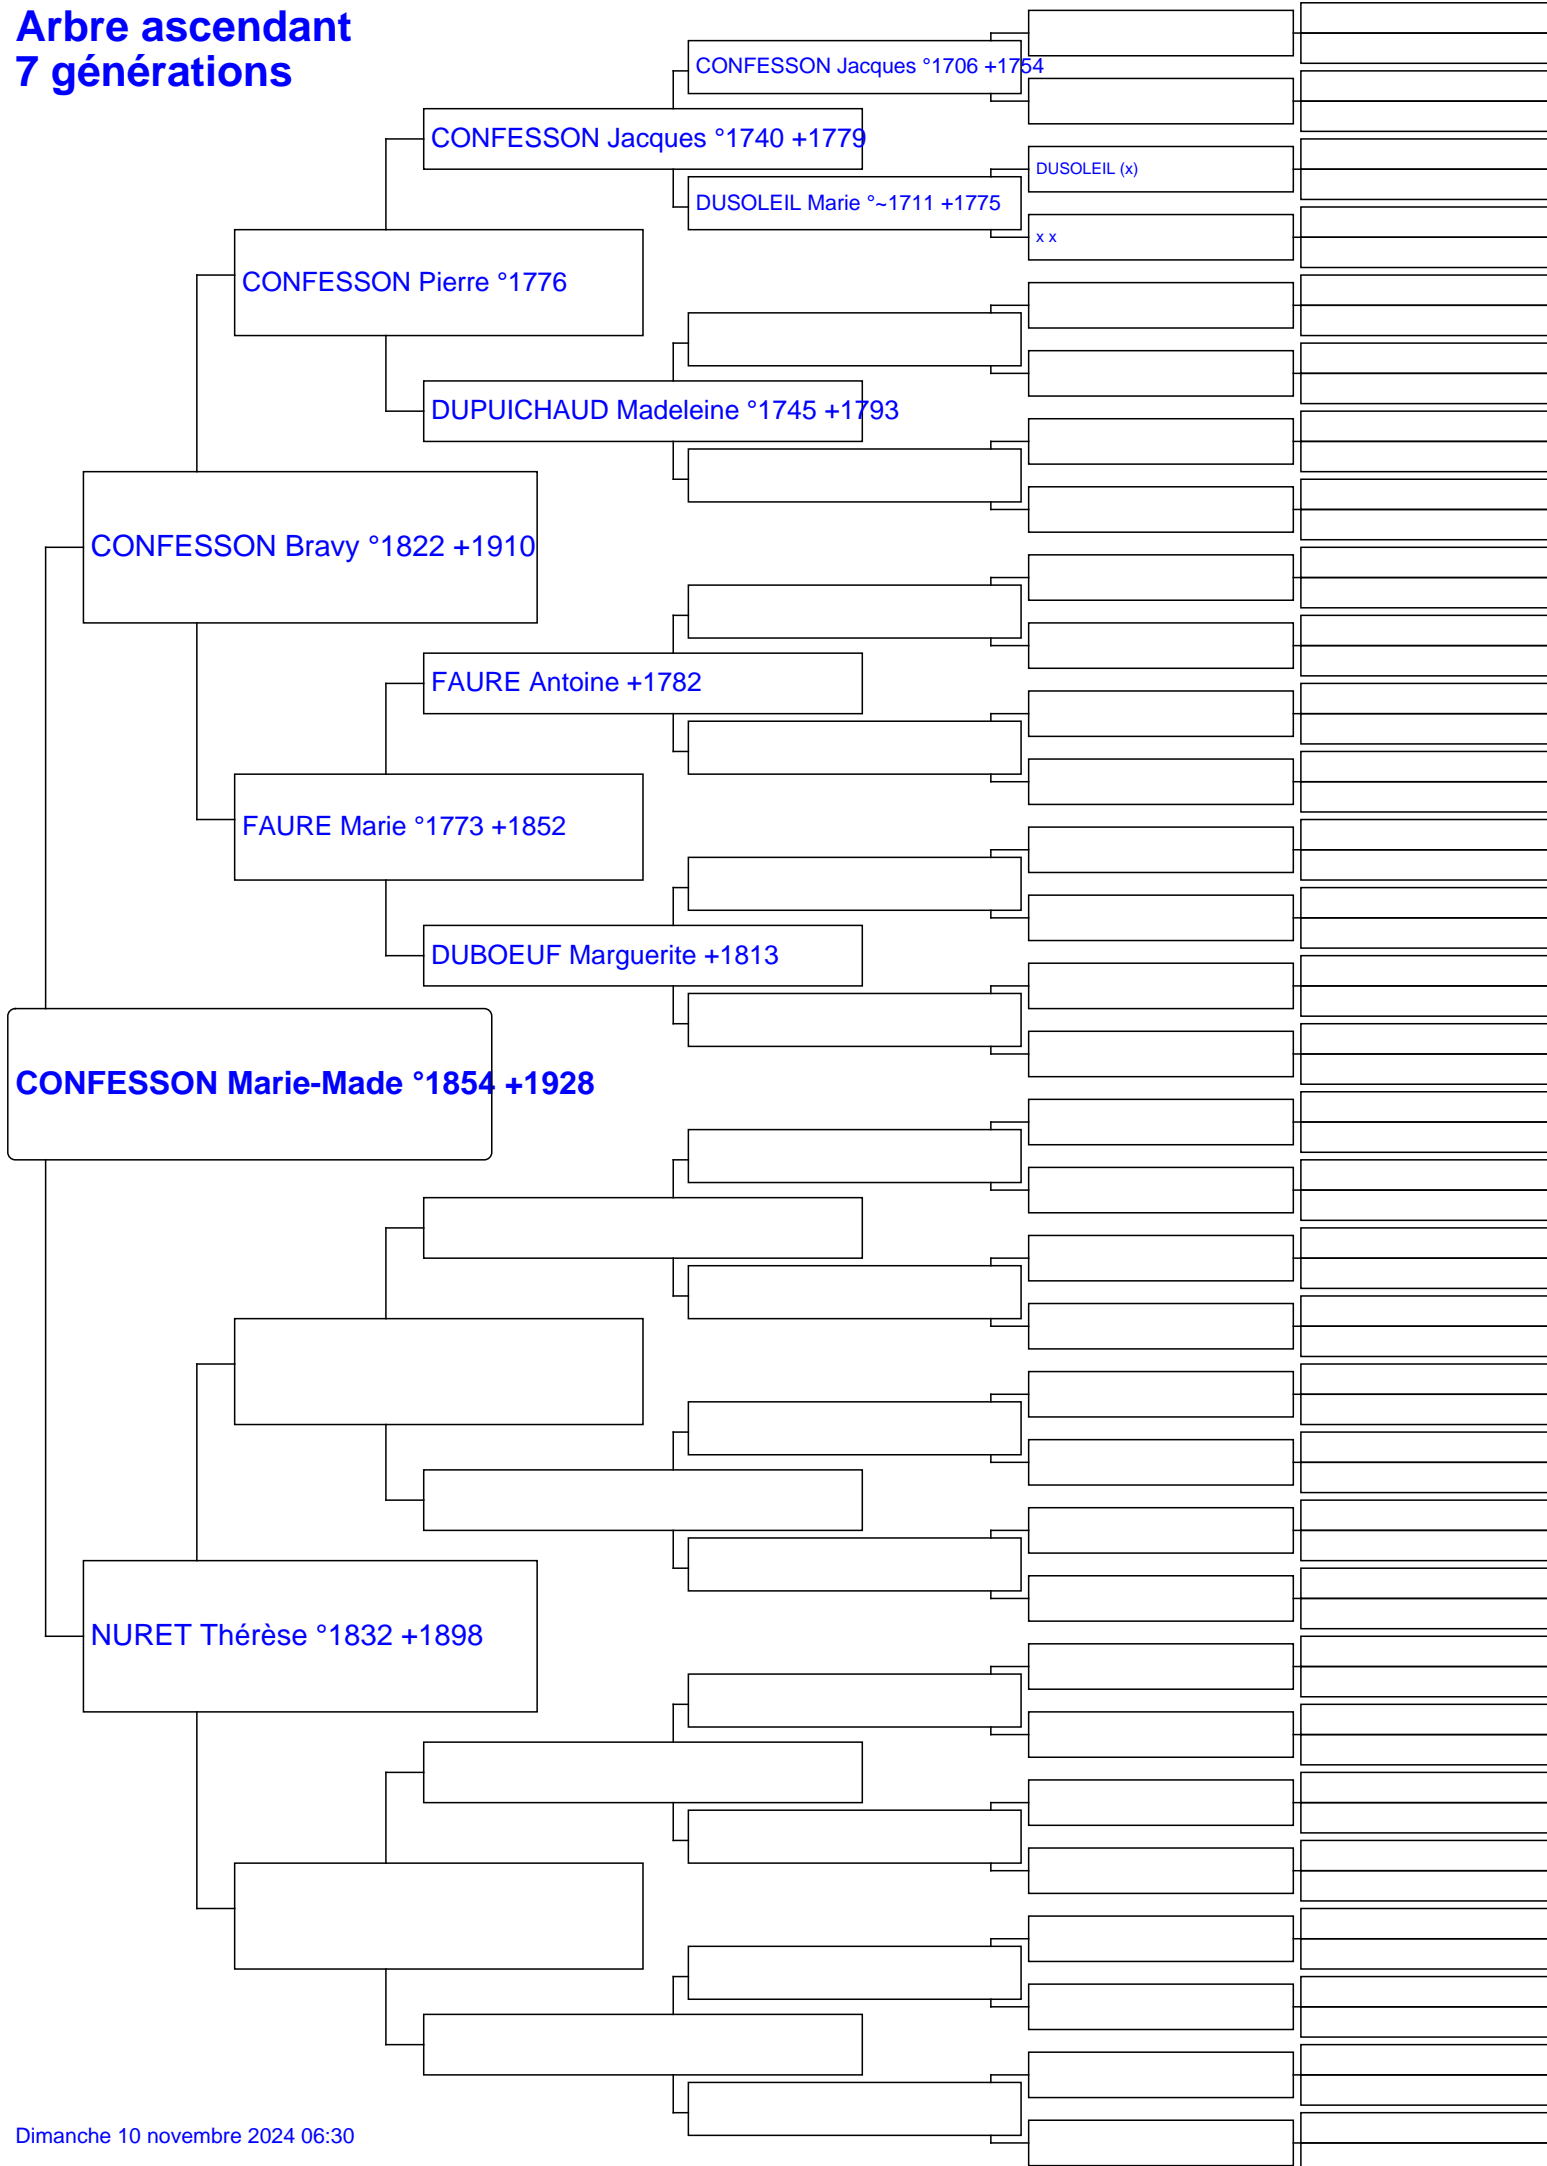 Arbre ascendant
7 générations
CONFESSON Jacques °1706 +1754
CONFESSON Jacques °1740 +1779
DUSOLEIL (x)
DUSOLEIL Marie °~1711 +1775
x x
CONFESSON Pierre °1776
DUPUICHAUD Madeleine °1745 +1793
CONFESSON Bravy °1822 +1910
FAURE Antoine +1782
FAURE Marie °1773 +1852
DUBOEUF Marguerite +1813
CONFESSON Marie-Made °1854 +1928
NURET Thérèse °1832 +1898
Dimanche 10 novembre 2024 06:30